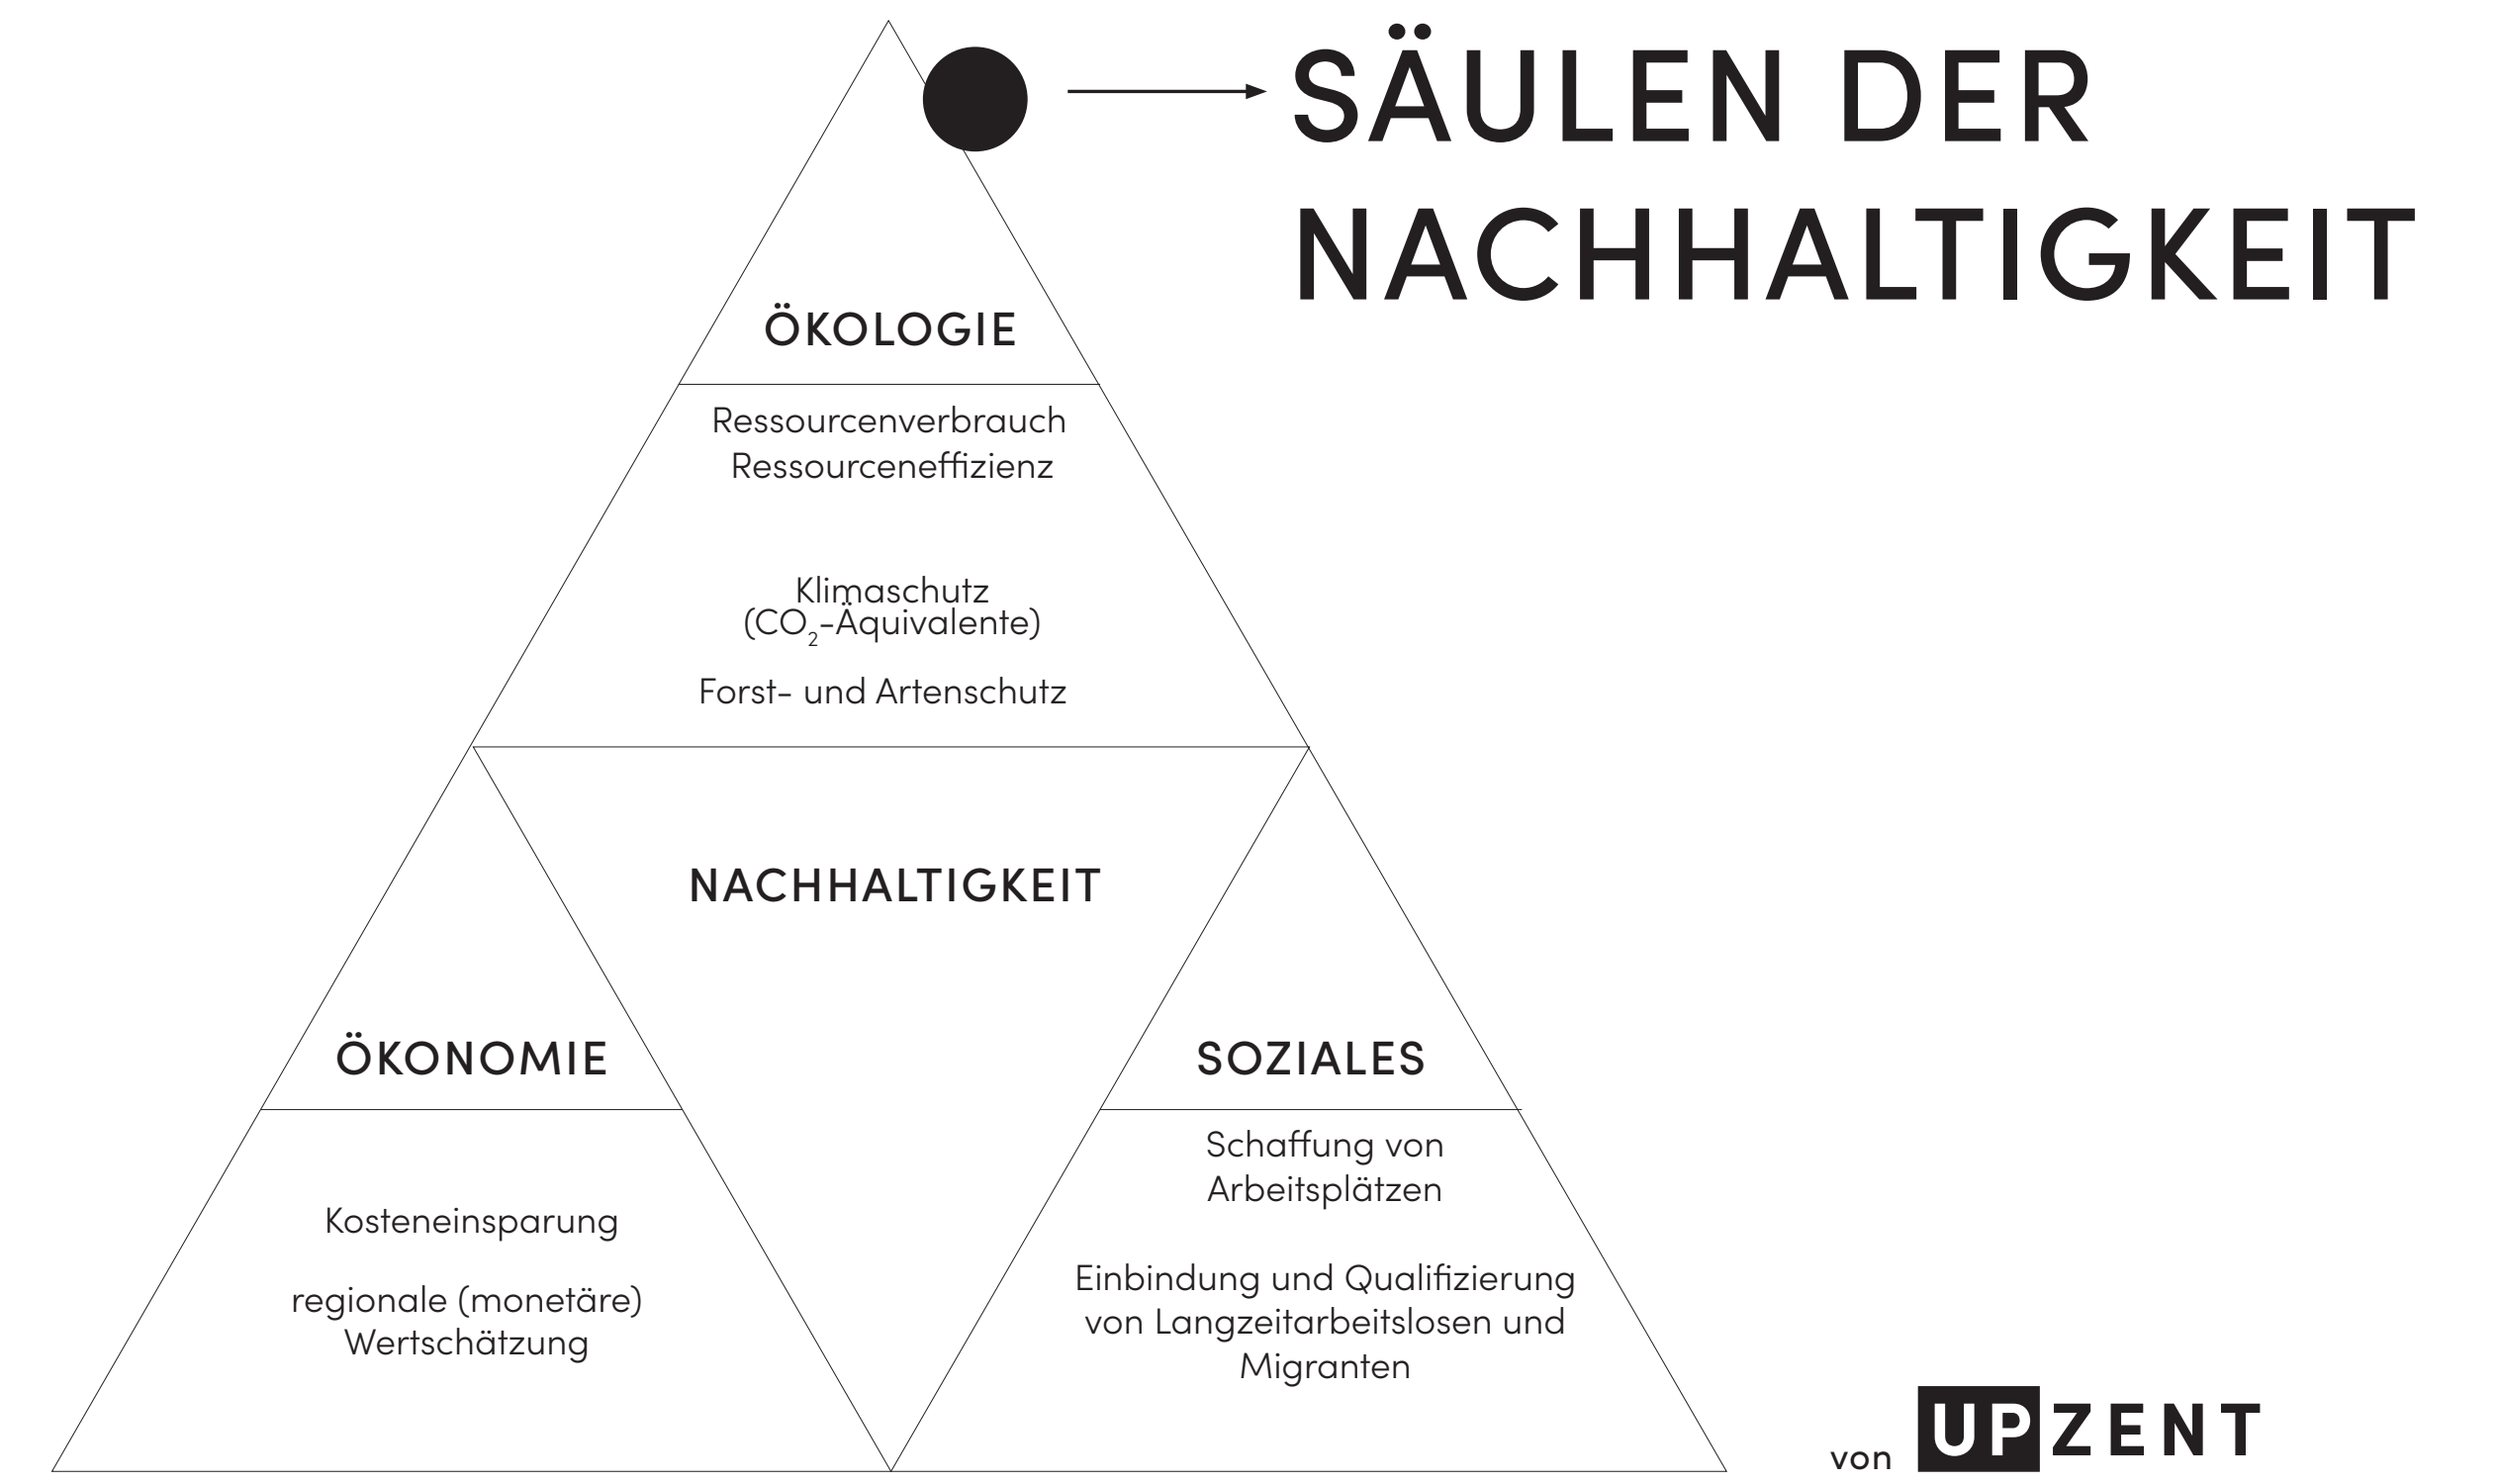 SÄULEN DER
NACHHALTIGKEIT
ÖKOLOGIE
Ressourcenverbrauch
Ressourceneffizienz
Klimaschutz
(CO₂-Äquivalente)
Forst- und Artenschutz
NACHHALTIGKEIT
ÖKONOMIE
Kosteneinsparung
regionale (monetäre)
Wertschätzung
SOZIALES
Schaffung von
Arbeitsplätzen
Einbindung und Qualifizierung
von Langzeitarbeitslosen und
Migranten
von UPZENT